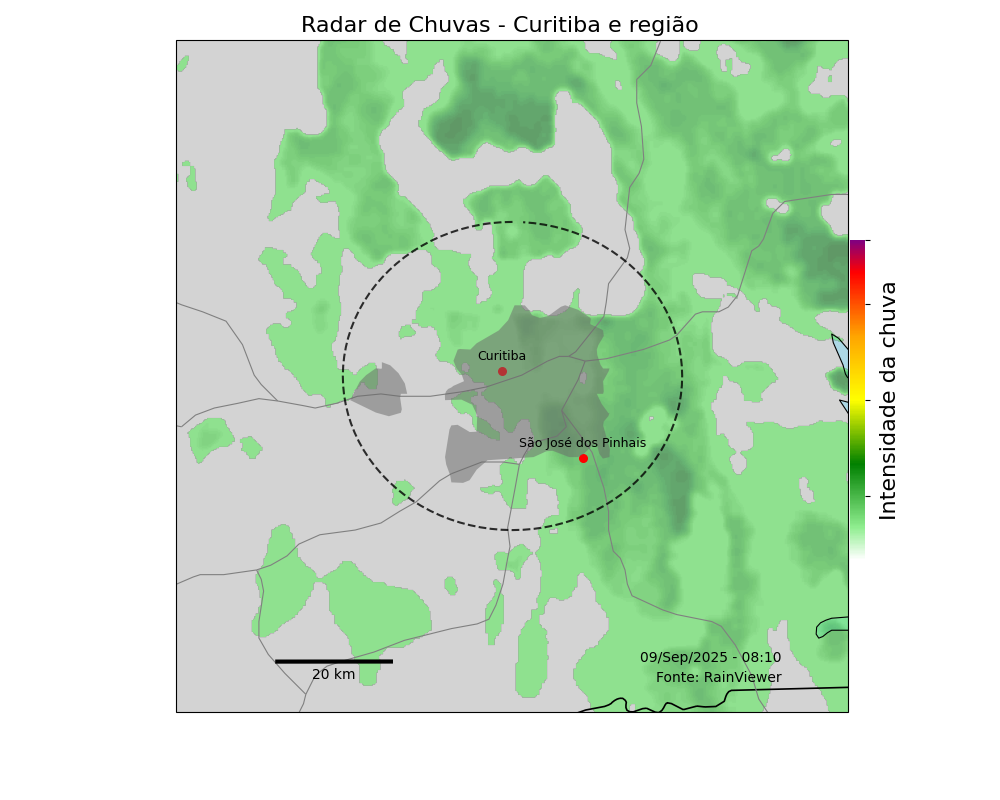 Radar de Chuvas - Curitiba e região
Curitiba
São José dos Pinhais
Intensidade da chuva
09/Sep/2025 - 08:10
Fonte: RainViewer
20 km